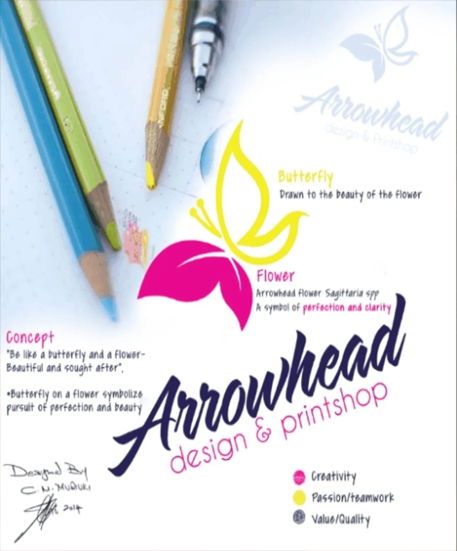 Arrowhead
design & Printshop
Butterfly
Drawn to the beauty of the flower
Flower
Arrowhead flower Sagittaria spp
A symbol of perfection and clarity
Concept
"Be like a butterfly and a flower-
Beautiful and sought after",
•Butterfly on a flower symbolize
pursuit of perfection and beauty
Arrowhead
design & printshop
Designed By
C.N. MURIUKI
2014
Creativity
Passion/teamwork
Value/Quality